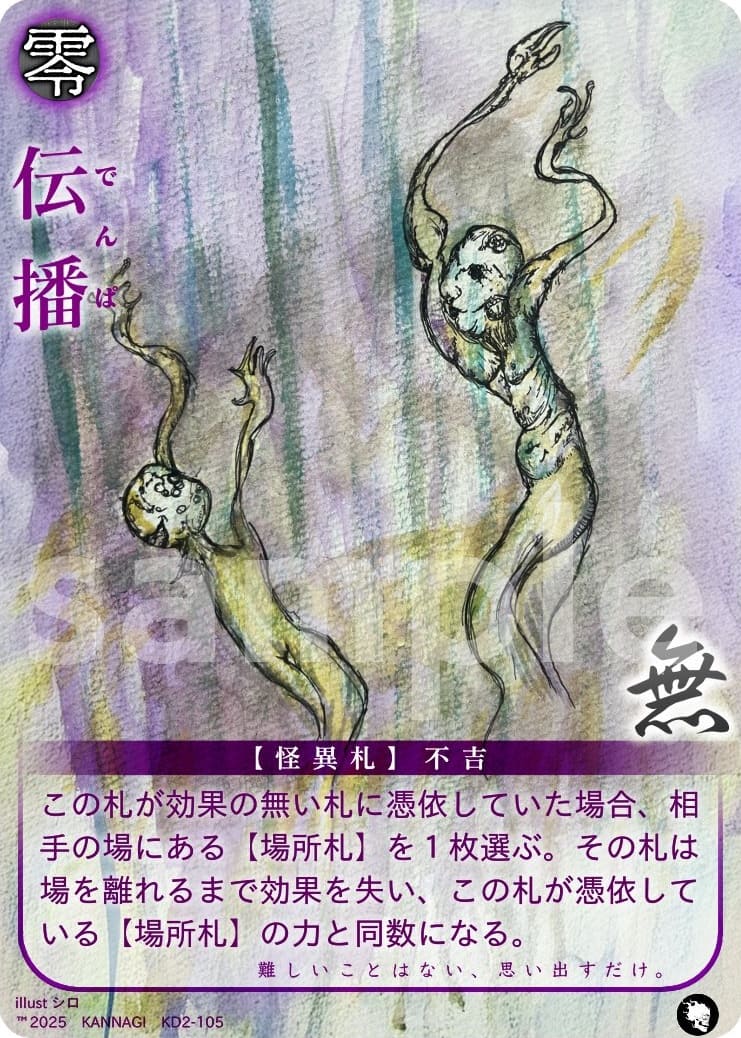 零
伝播
でんぱ
sample
無
【怪異札】不吉
この札が効果の無い札に憑依していた場合、相
手の場にある【場所札】を1枚選ぶ。その札は
場を離れるまで効果を失い、この札が憑依して
いる【場所札】の力と同数になる。
難しいことはない、思い出すだけ。
illust シロ
™2025 KANNAGI KD2-105